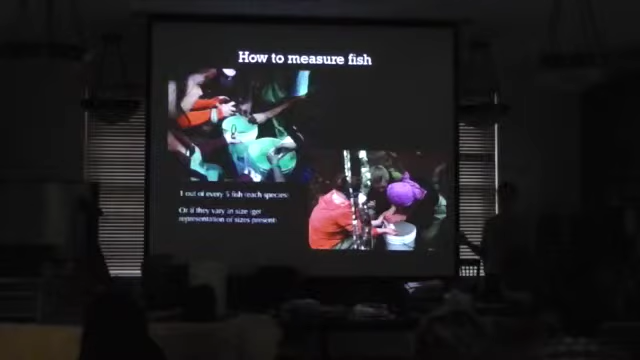 How to measure fish
1 out of every 5 fish (each species)
Or if they vary in size (get
representation of sizes present)